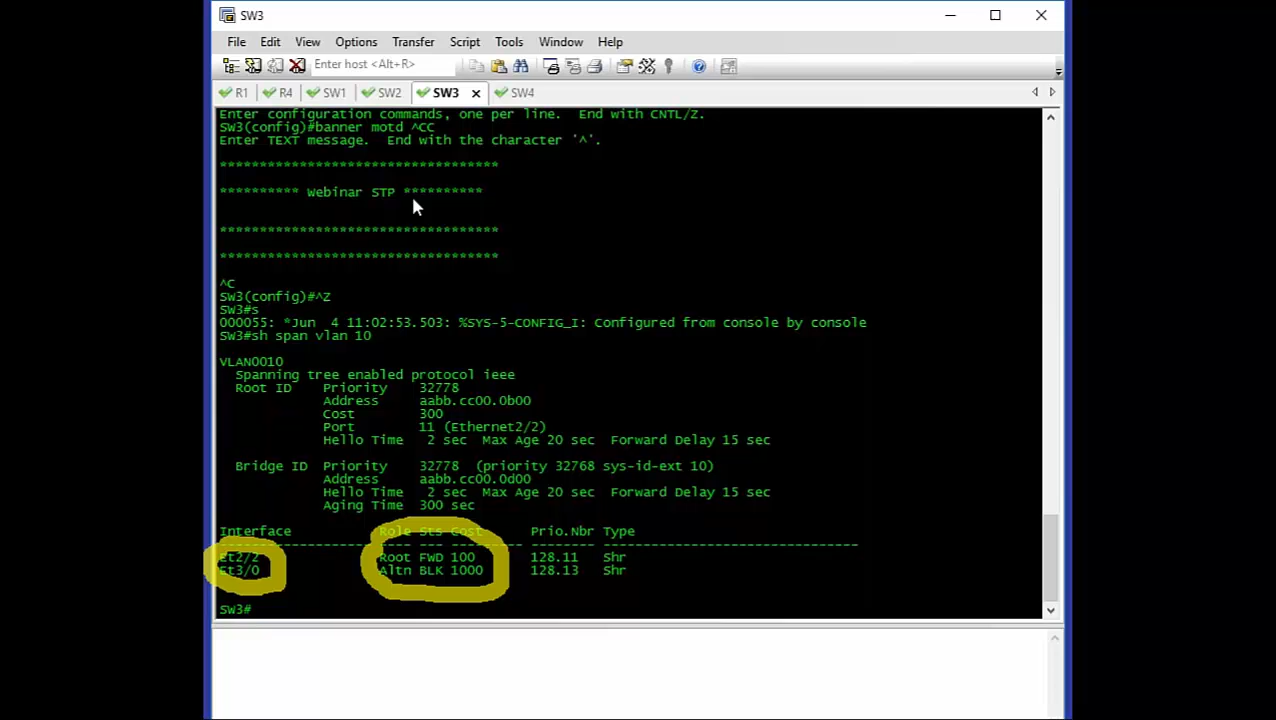 SW3
File Edit View Options Transfer Script Tools Window Help
Enter host <Alt+R>
R1 R4 SW1 SW2 SW3 SW4
Enter configuration commands, one per line.  End with CNTL/Z.
SW3(config)#banner motd ^CC
Enter TEXT message.  End with the character '^'.
***********************************
********** Webinar STP **********
***********************************
***********************************
^C
SW3(config)#^Z
SW3#s
000055: *Jun  4 11:02:53.503: %SYS-5-CONFIG_I: Configured from console by console
SW3#sh span vlan 10
VLAN0010
Spanning tree enabled protocol ieee
Root ID    Priority    32778
Address     aabb.cc00.0b00
Cost        300
Port        11 (Ethernet2/2)
Hello Time   2 sec  Max Age 20 sec  Forward Delay 15 sec
Bridge ID  Priority    32778  (priority 32768 sys-id-ext 10)
Address     aabb.cc00.0d00
Hello Time   2 sec  Max Age 20 sec  Forward Delay 15 sec
Aging Time  300 sec
Interface           Role Sts Cost      Prio.Nbr Type
------------------- ---- --- --------- -------- --------------------------------
Et2/2               Root FWD 100       128.11   Shr
Et3/0               Altn BLK 1000      128.13   Shr
SW3#